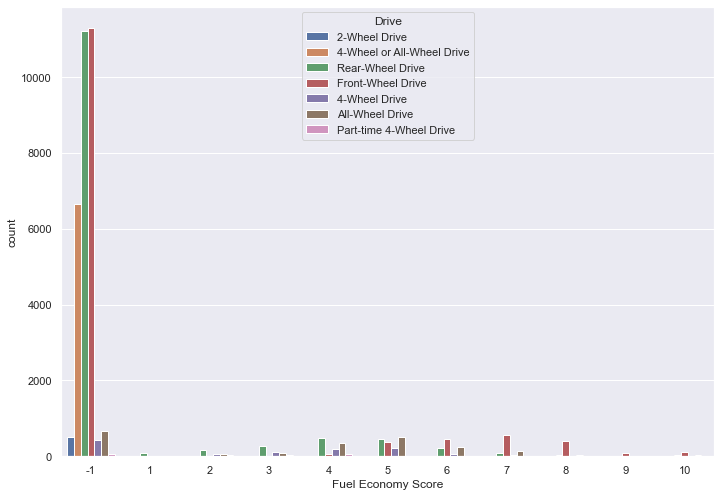 Drive
2-Wheel Drive
4-Wheel or All-Wheel Drive
Rear-Wheel Drive
Front-Wheel Drive
4-Wheel Drive
All-Wheel Drive
Part-time 4-Wheel Drive
10000
8000
6000
4000
2000
0
count
-1 1 2 3 4 5 6 7 8 9 10
Fuel Economy Score